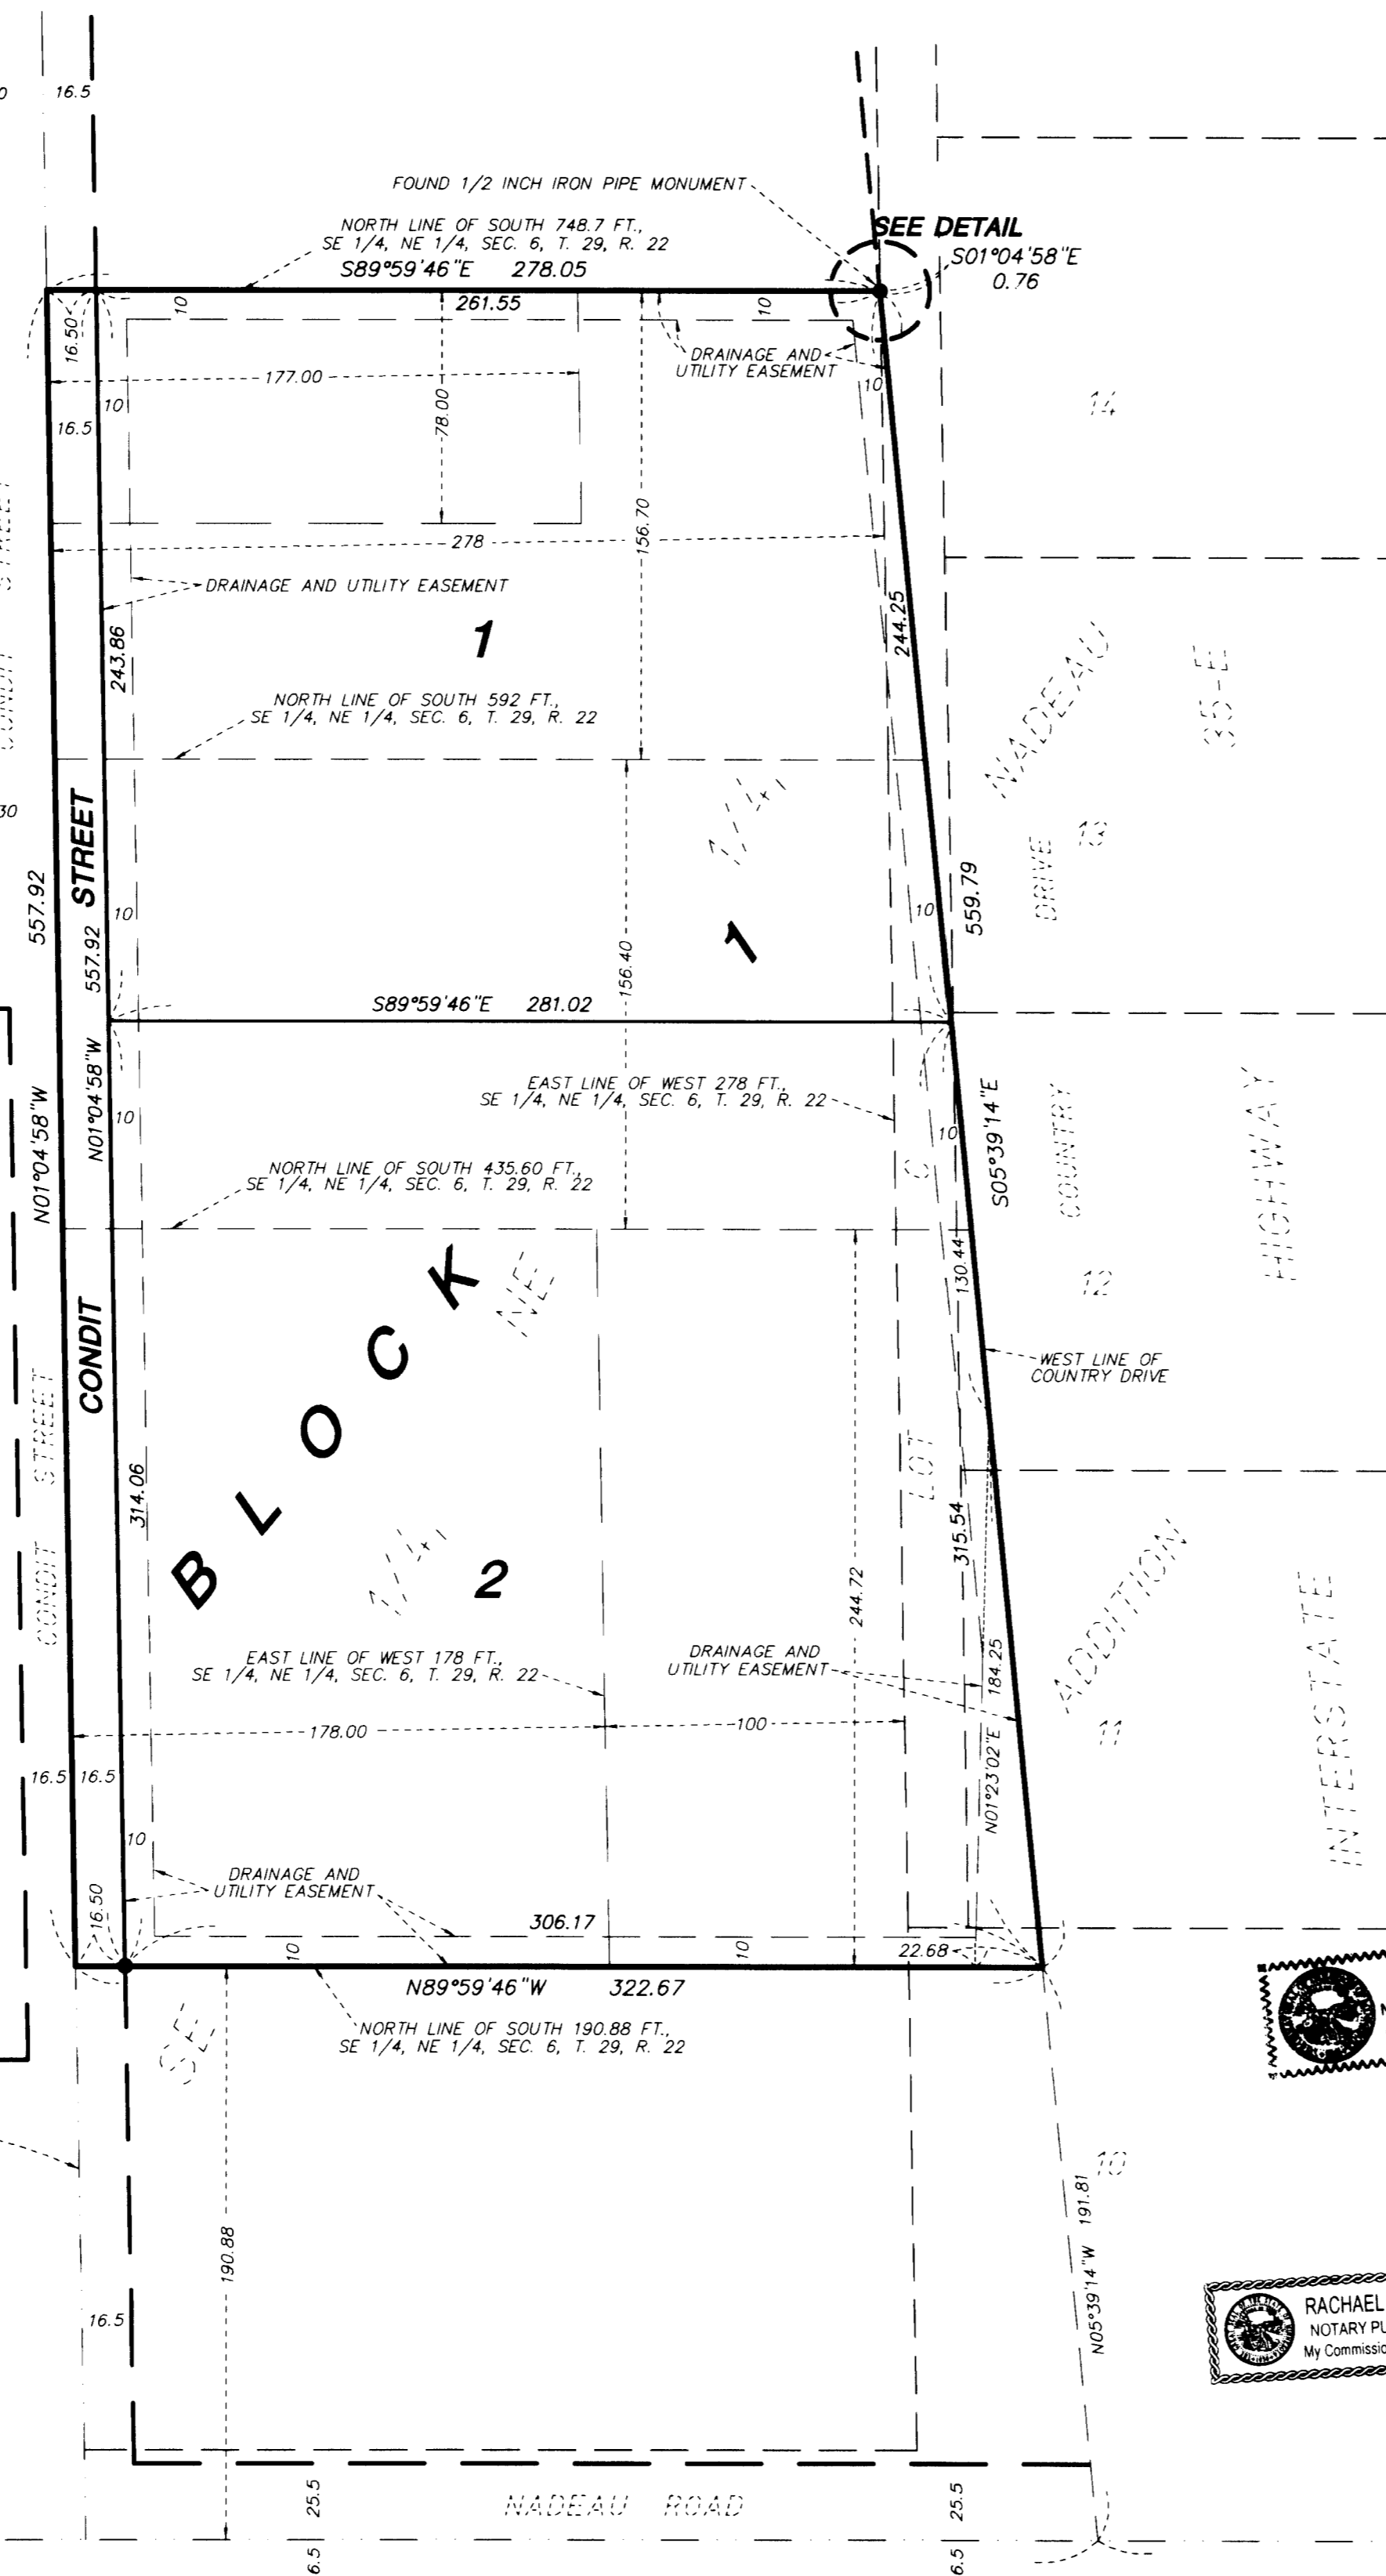 16.5
FOUND 1/2 INCH IRON PIPE MONUMENT
SEE DETAIL
S01°04'58"E
0.76
NORTH LINE OF SOUTH 748.7 FT.,
SE 1/4, NE 1/4, SEC. 6, T. 29, R. 22
S89°59'46"E 278.05
10
261.55
10
16.50
DRAINAGE AND
UTILITY EASEMENT
177.00
10
10
78.00
14
16.5
156.70
278
DRAINAGE AND UTILITY EASEMENT
1
244.25
243.86
NADEAU
35-E
CONDIT STREET
NORTH LINE OF SOUTH 592 FT.,
SE 1/4, NE 1/4, SEC. 6, T. 29, R. 22
1/4
30
STREET
13
DRIVE
557.92
559.79
10
10
557.92
1
156.40
S89°59'46"E 281.02
N01°04'58"W
N01°04'58"W
EAST LINE OF WEST 278 FT.,
SE 1/4, NE 1/4, SEC. 6, T. 29, R. 22
10
10
S05°39'14"E
COUNTRY
HIGHWAY
NORTH LINE OF SOUTH 435.60 FT.,
SE 1/4, NE 1/4, SEC. 6, T. 29, R. 22
C
130.44
BLOCK
NE
12
CONDIT
WEST LINE OF
COUNTRY DRIVE
STREET
LOT
314.06
315.54
1/4
2
CONDIT
244.72
ADDITION
INTERSTATE
EAST LINE OF WEST 178 FT.,
SE 1/4, NE 1/4, SEC. 6, T. 29, R. 22
DRAINAGE AND
UTILITY EASEMENT
184.25
178.00
100
11
N01°23'02"E
16.5
16.5
10
DRAINAGE AND
UTILITY EASEMENT
16.50
306.17
10
10
22.68
N89°59'46"W 322.67
NORTH LINE OF SOUTH 190.88 FT.,
SE 1/4, NE 1/4, SEC. 6, T. 29, R. 22
SE
10
190.88
N05°39'14"W 191.81
16.5
RACHAEL
NOTARY PU
My Commissio
25.5
NADEAU ROAD
25.5
6.5
6.5